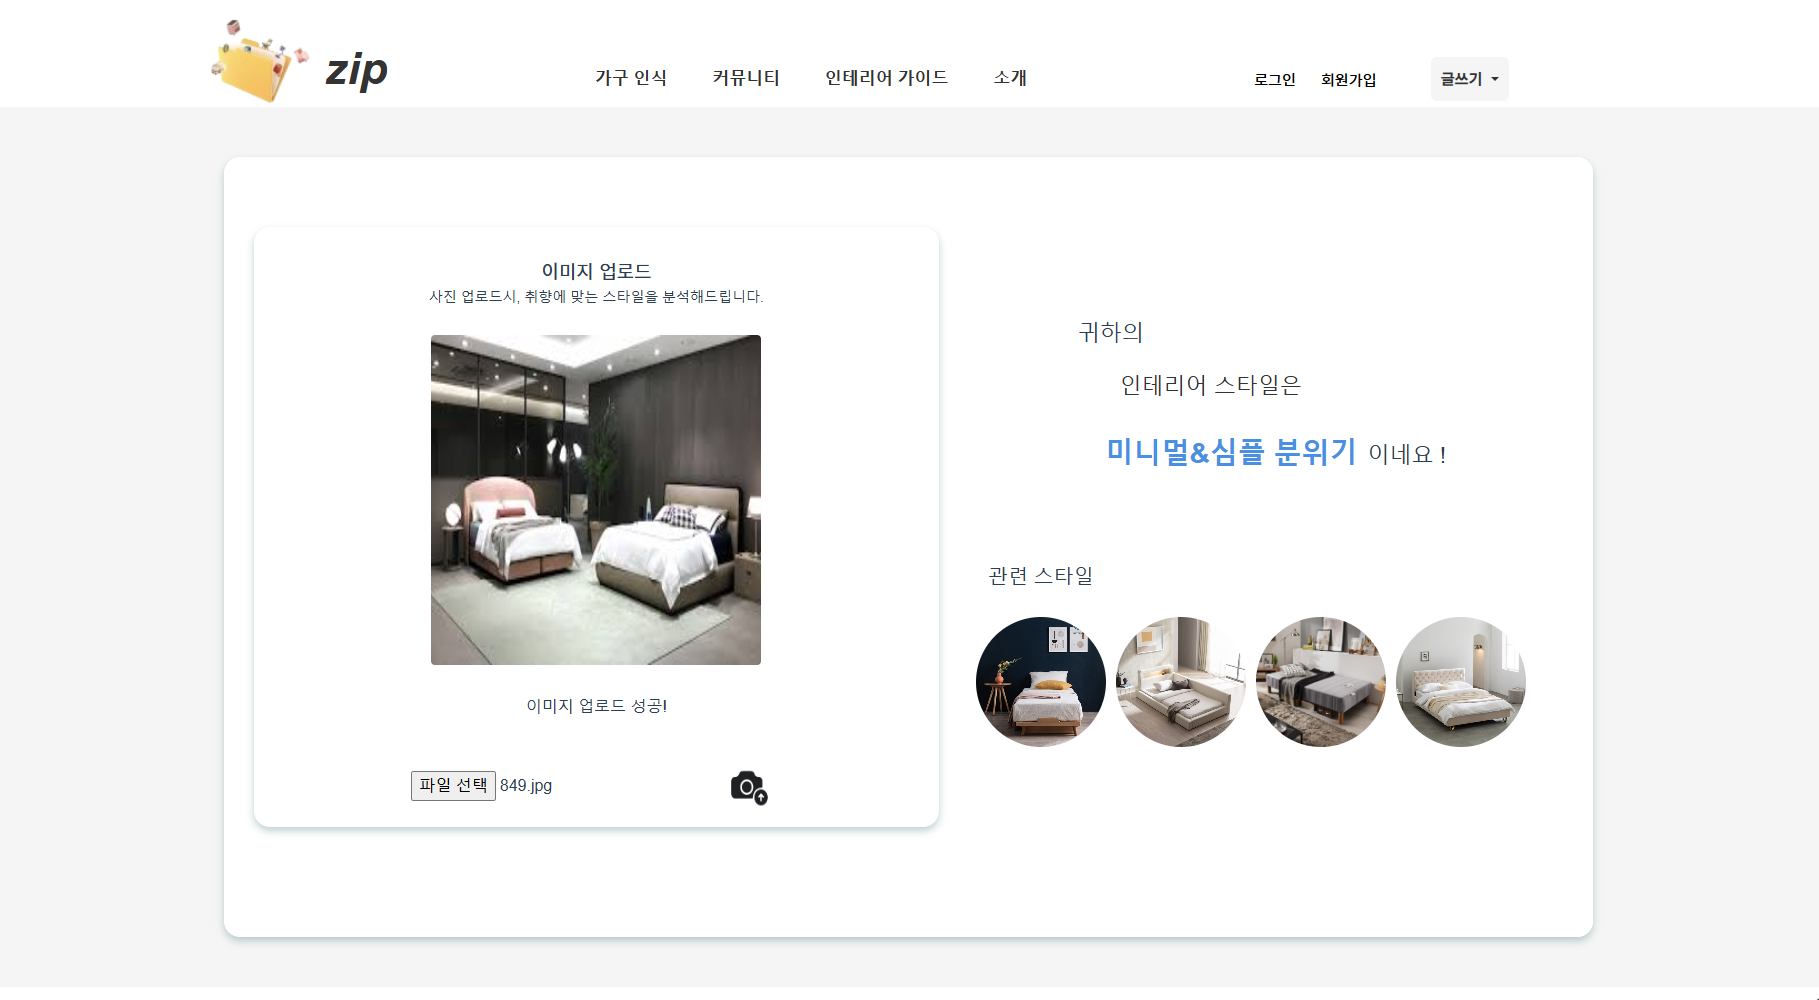 zip
가구 인식 커뮤니티 인테리어 가이드 소개 로그인 회원가입 글쓰기
이미지 업로드
사진 업로드시, 취향에 맞는 스타일을 분석해드립니다.
이미지 업로드 성공!
파일 선택 849.jpg
귀하의
인테리어 스타일은
미니멀&심플 분위기 이네요 !
관련 스타일